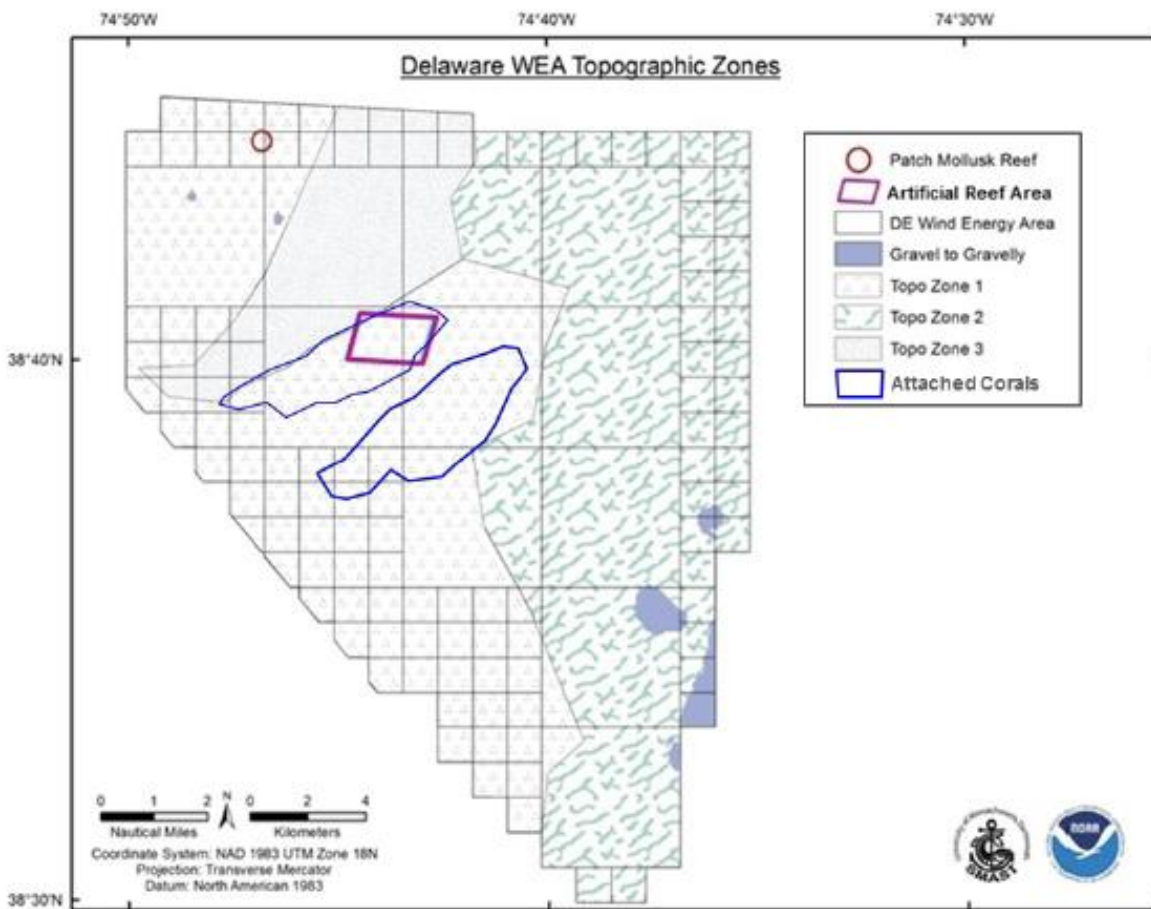 74°50'W 74°40'W 74°30'W
Delaware WEA Topographic Zones
Patch Mollusk Reef
Artificial Reef Area
DE Wind Energy Area
Gravel to Gravelly
Topo Zone 1
Topo Zone 2
Topo Zone 3
Attached Corals
38°40'N
0 1 2 N 0 2 4
Nautical Miles Kilometers
Coordinate System: NAD 1983 UTM Zone 18N
Projection: Transverse Mercator
Datum: North American 1983
SMAST
NOAA
38°30'N